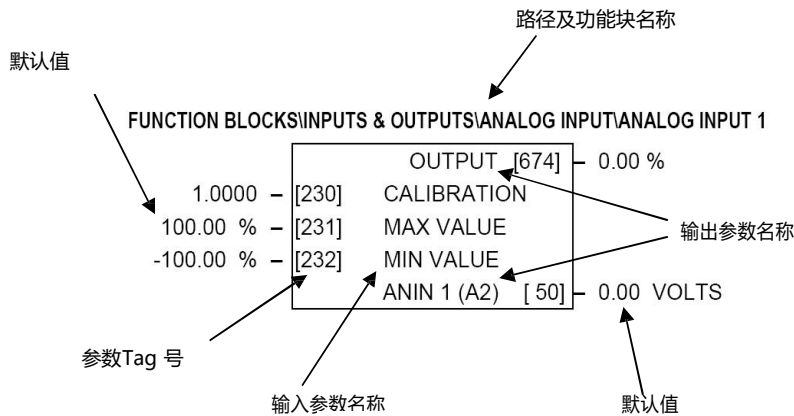 路径及功能块名称
默认值
FUNCTION BLOCKS\INPUTS & OUTPUTS\ANALOG INPUT\ANALOG INPUT 1
OUTPUT [674] – 0.00 %
1.0000 – [230] CALIBRATION
100.00 % – [231] MAX VALUE
输出参数名称
-100.00 % – [232] MIN VALUE
ANIN 1 (A2) [ 50] – 0.00 VOLTS
参数Tag 号
输入参数名称
默认值